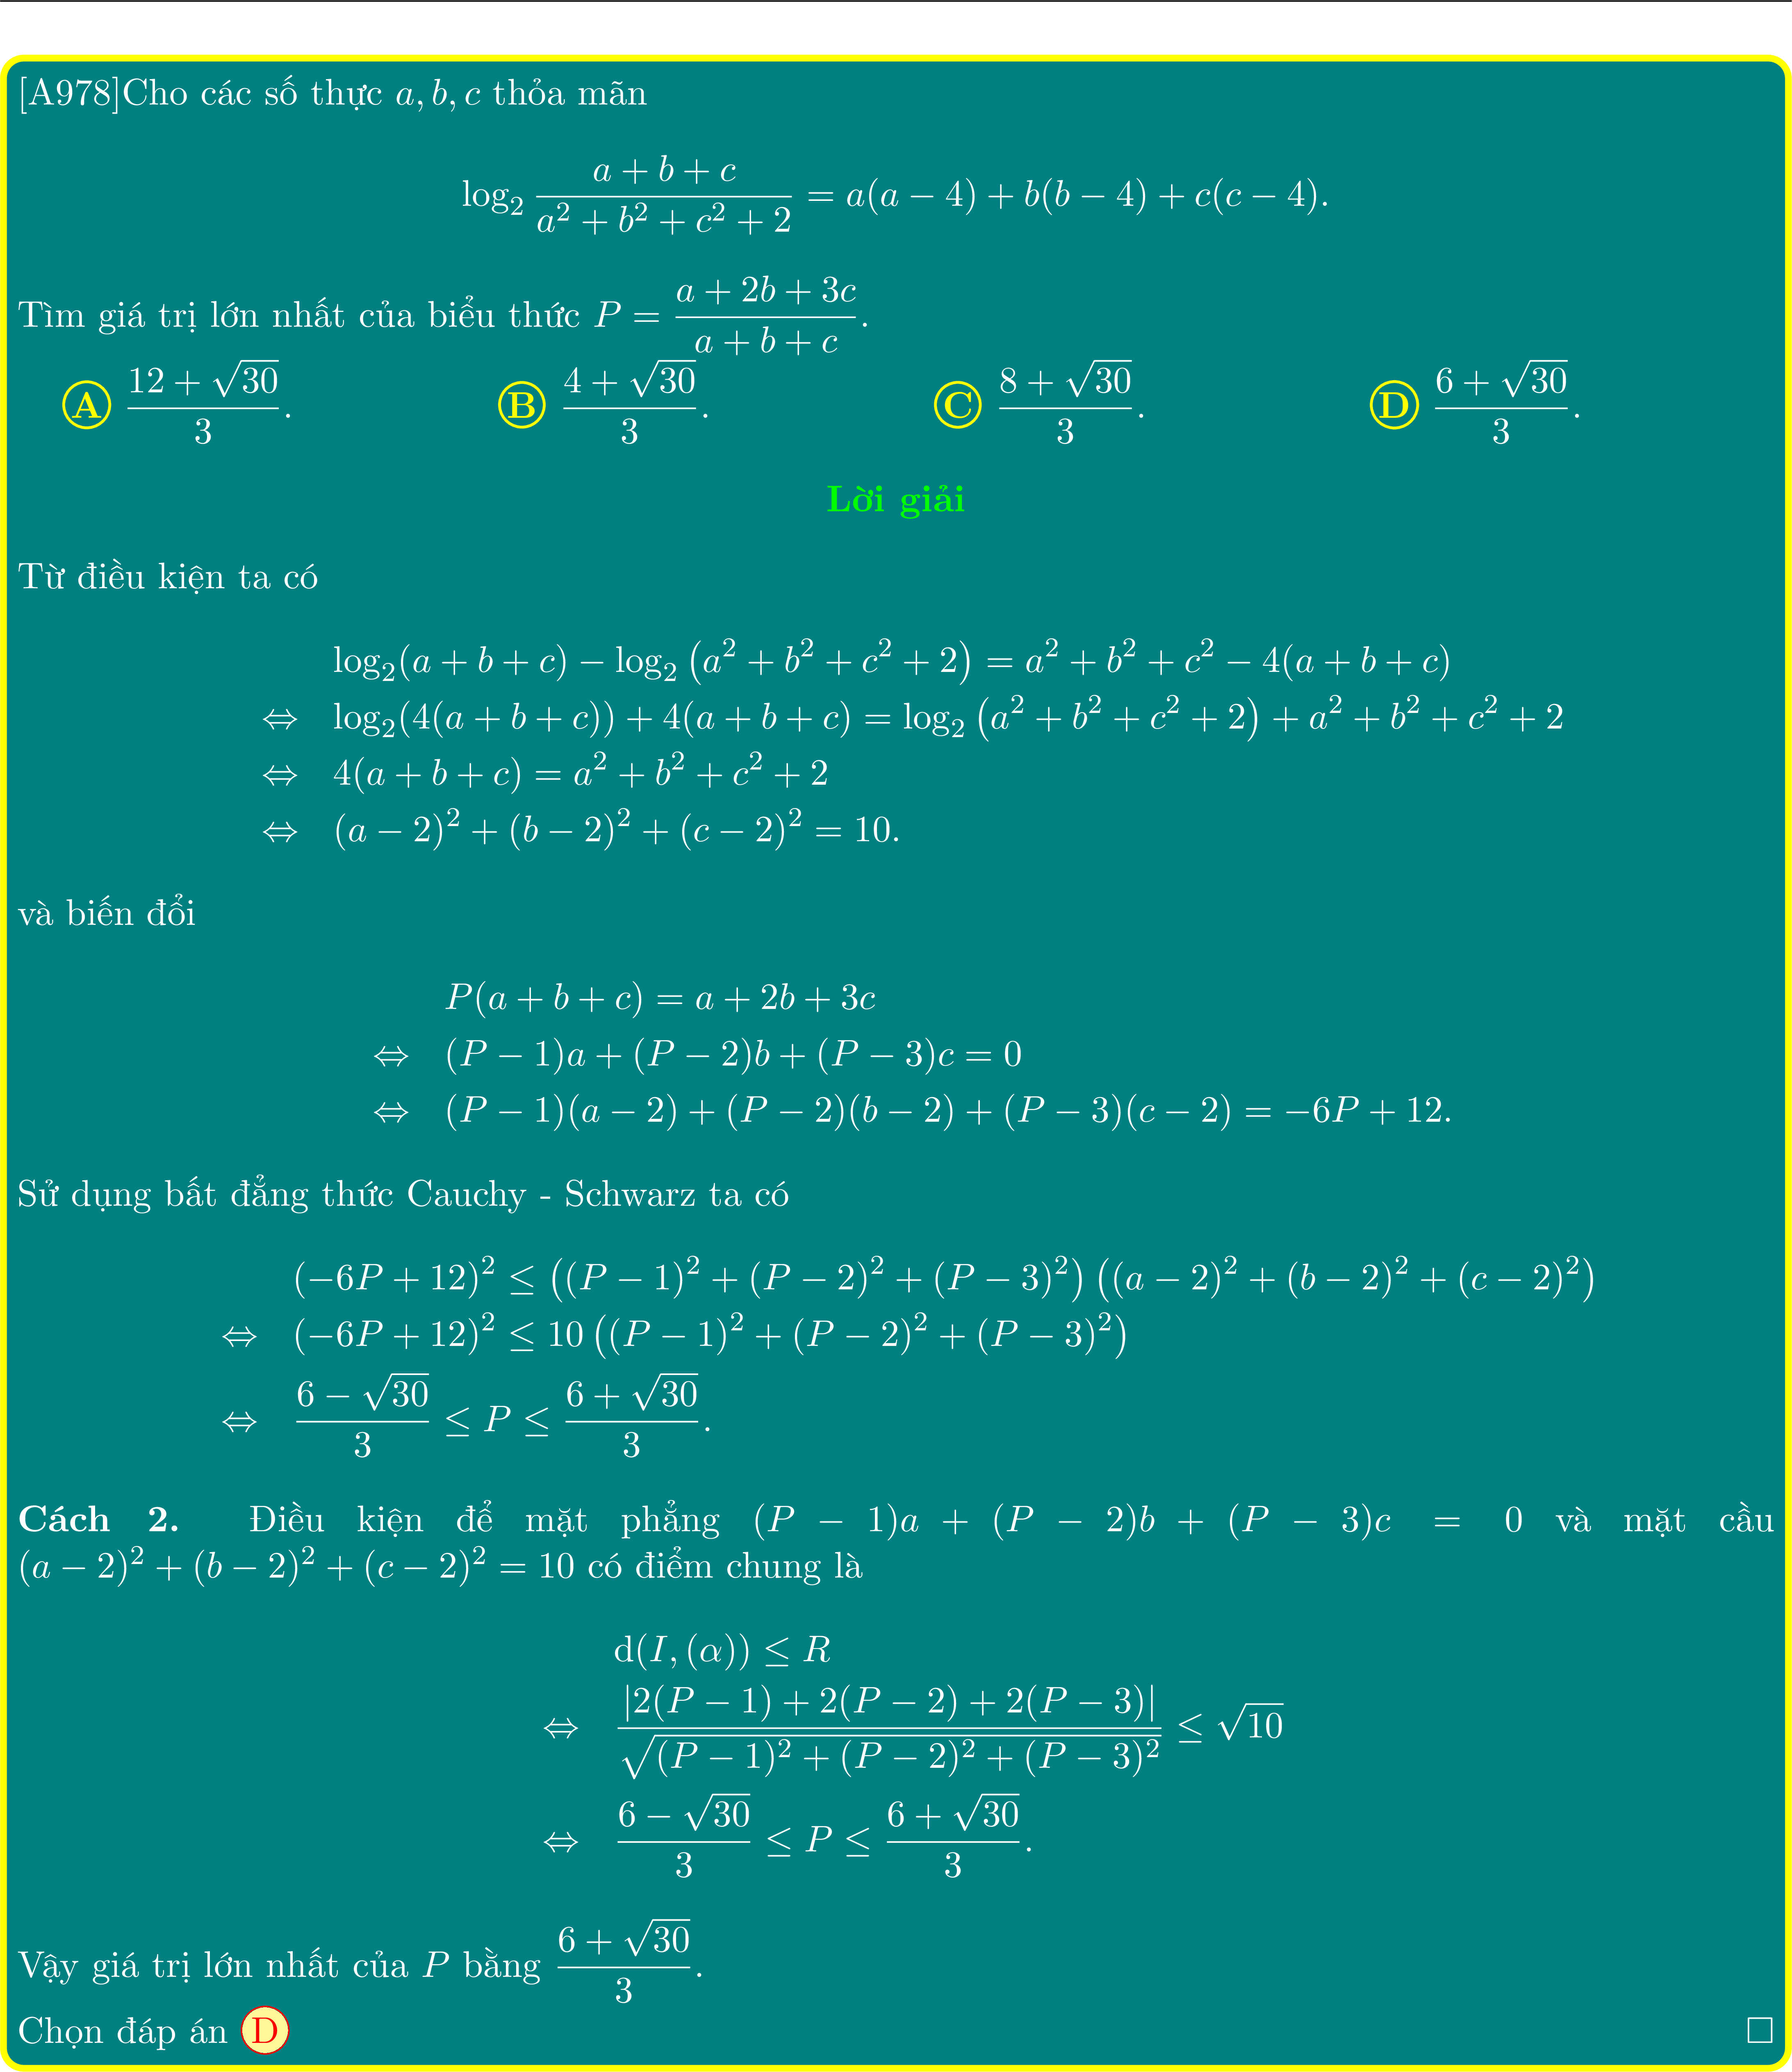 [A978]Cho các số thực $a, b, c$ thỏa mãn
$$\log_2 \frac{a+b+c}{a^2+b^2+c^2+2} = a(a-4)+b(b-4)+c(c-4).$$
Tìm giá trị lớn nhất của biểu thức $P = \frac{a+2b+3c}{a+b+c}$.
Ⓐ $\frac{12+\sqrt{30}}{3}$. Ⓑ $\frac{4+\sqrt{30}}{3}$. Ⓒ $\frac{8+\sqrt{30}}{3}$. Ⓓ $\frac{6+\sqrt{30}}{3}$.
Lời giải
Từ điều kiện ta có
$\log_2(a+b+c) - \log_2\left(a^2+b^2+c^2+2\right) = a^2+b^2+c^2-4(a+b+c)$
$\Leftrightarrow \log_2(4(a+b+c))+4(a+b+c) = \log_2\left(a^2+b^2+c^2+2\right)+a^2+b^2+c^2+2$
$\Leftrightarrow 4(a+b+c) = a^2+b^2+c^2+2$
$\Leftrightarrow (a-2)^2+(b-2)^2+(c-2)^2 = 10.$
và biến đổi
$P(a+b+c) = a+2b+3c$
$\Leftrightarrow (P-1)a+(P-2)b+(P-3)c = 0$
$\Leftrightarrow (P-1)(a-2)+(P-2)(b-2)+(P-3)(c-2) = -6P+12.$
Sử dụng bất đẳng thức Cauchy - Schwarz ta có
$(-6P+12)^2 \leq \left((P-1)^2+(P-2)^2+(P-3)^2\right)\left((a-2)^2+(b-2)^2+(c-2)^2\right)$
$\Leftrightarrow (-6P+12)^2 \leq 10\left((P-1)^2+(P-2)^2+(P-3)^2\right)$
$\Leftrightarrow \frac{6-\sqrt{30}}{3} \leq P \leq \frac{6+\sqrt{30}}{3}.$
Cách 2. Điều kiện để mặt phẳng $(P-1)a+(P-2)b+(P-3)c = 0$ và mặt cầu
$(a-2)^2+(b-2)^2+(c-2)^2 = 10$ có điểm chung là
$\mathrm{d}(I,(\alpha)) \leq R$
$\Leftrightarrow \frac{|2(P-1)+2(P-2)+2(P-3)|}{\sqrt{(P-1)^2+(P-2)^2+(P-3)^2}} \leq \sqrt{10}$
$\Leftrightarrow \frac{6-\sqrt{30}}{3} \leq P \leq \frac{6+\sqrt{30}}{3}.$
Vậy giá trị lớn nhất của $P$ bằng $\frac{6+\sqrt{30}}{3}$.
Chọn đáp án Ⓓ □